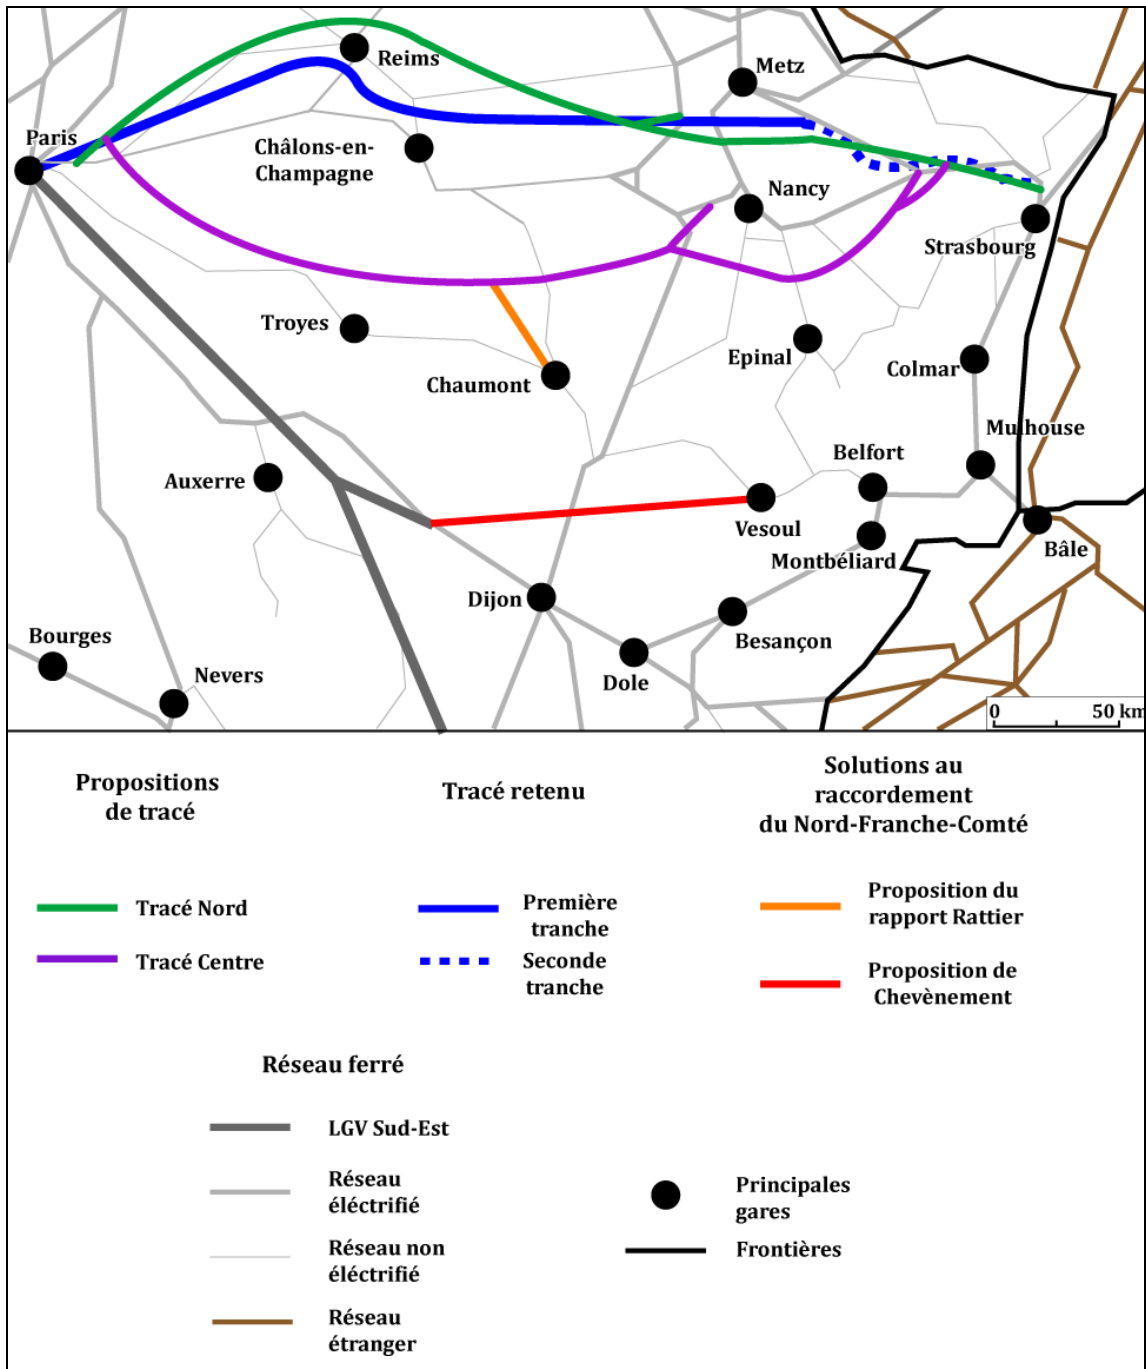 Reims
Metz
Paris
Châlons-en-
Champagne
Nancy
Strasbourg
Troyes
Epinal
Chaumont
Colmar
Mulhouse
Auxerre
Belfort
Vesoul
Montbéliard
Bâle
Dijon
Besançon
Bourges
Nevers
Dole
0 50 km
Propositions
de tracé
Tracé Nord
Tracé Centre
Tracé retenu
Première
tranche
Seconde
tranche
Solutions au
raccordement
du Nord-Franche-Comté
Proposition du
rapport Rattier
Proposition de
Chevènement
Réseau ferré
LGV Sud-Est
Réseau
éléctrifié
Réseau non
éléctrifié
Réseau
étranger
Principales
gares
Frontières